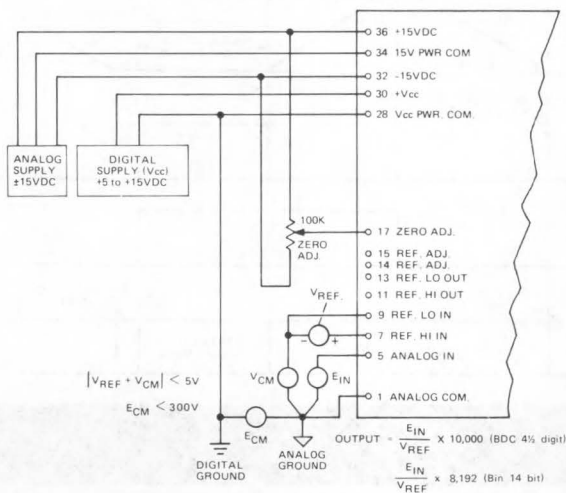 36 +15VDC
34 15V PWR COM
32 -15VDC
30 +Vcc
28 Vcc PWR. COM.
ANALOG
SUPPLY
±15VDC
DIGITAL
SUPPLY (Vcc)
+5 to +15VDC
100K
ZERO
ADJ.
17 ZERO ADJ.
15 REF. ADJ.
14 REF. ADJ.
13 REF. LO OUT
11 REF. HI OUT
VREF.
9 REF. LO IN
- +
7 REF. HI IN
5 ANALOG IN
VCM
EIN
|VREF + VCM| < 5V
ECM < 300V
ECM
1 ANALOG COM.
DIGITAL
GROUND
ANALOG
GROUND
OUTPUT = EIN / VREF X 10,000 (BDC 4½ digit)
EIN / VREF x 8,192 (Bin 14 bit)